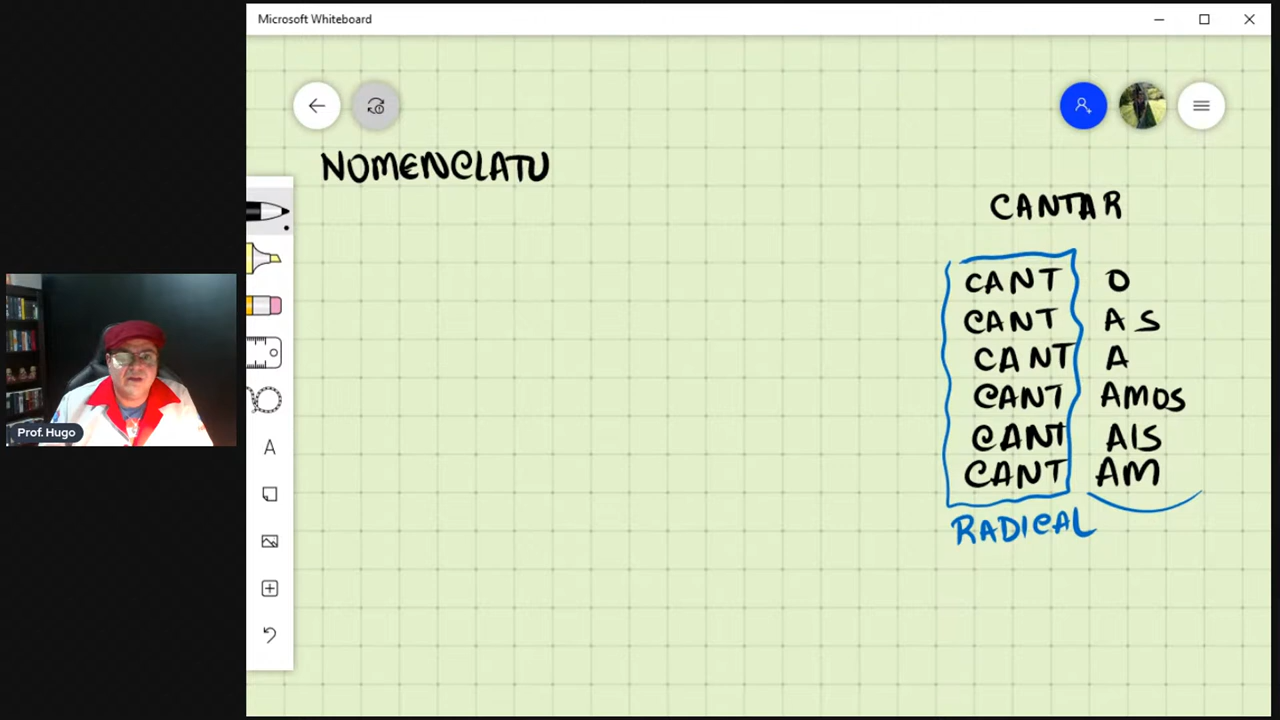 Microsoft Whiteboard
NOMENCLATU
CANTAR
CANT O
CANT AS
CANT A
CANT AMOS
CANT AIS
CANT AM
RADICAL
Prof. Hugo
A